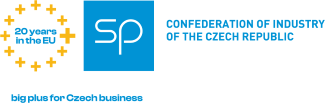 20 years
in the EU
SP
CONFEDERATION OF INDUSTRY
OF THE CZECH REPUBLIC
big plus for Czech business